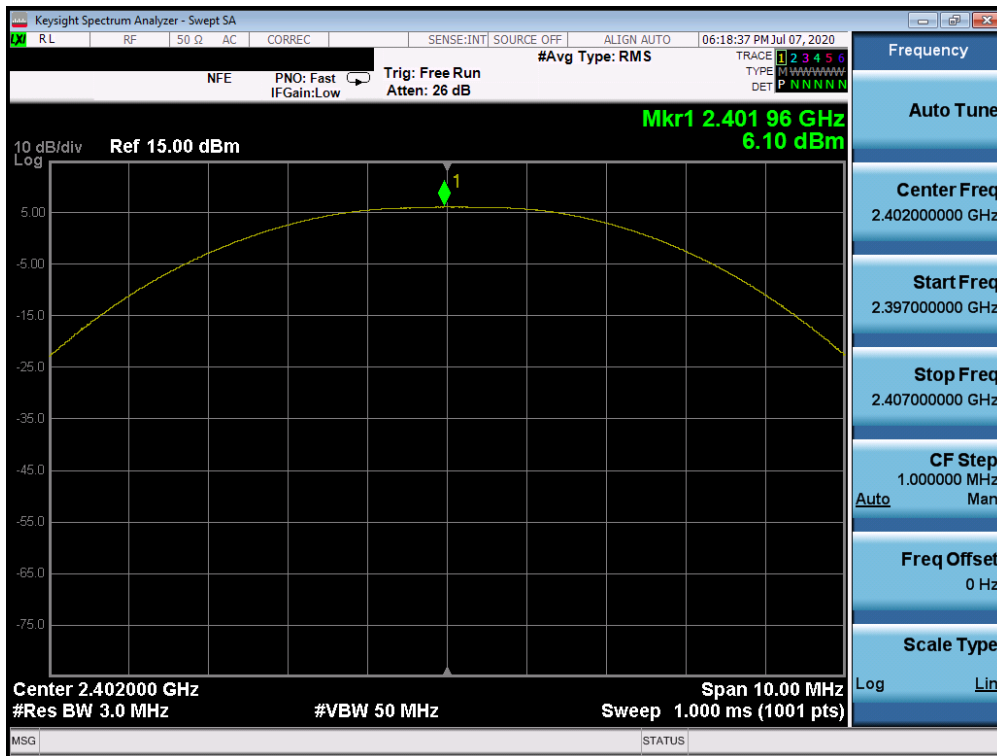 Keysight Spectrum Analyzer - Swept SA
LXI RL RF 50 Ω AC CORREC SENSE:INT SOURCE OFF ALIGN AUTO 06:18:37 PM Jul 07, 2020
#Avg Type: RMS TRACE 1 2 3 4 5 6
NFE PNO: Fast Trig: Free Run TYPE M WWWWW
IFGain:Low Atten: 26 dB DET P N N N N N
Mkr1 2.401 96 GHz
6.10 dBm
10 dB/div Ref 15.00 dBm
Log
1
5.00
-5.00
-15.0
-25.0
-35.0
-45.0
-55.0
-65.0
-75.0
Center 2.402000 GHz Span 10.00 MHz
#Res BW 3.0 MHz #VBW 50 MHz Sweep 1.000 ms (1001 pts)
MSG STATUS
Frequency
Auto Tune
Center Freq
2.402000000 GHz
Start Freq
2.397000000 GHz
Stop Freq
2.407000000 GHz
CF Step
1.000000 MHz
Auto Man
Freq Offset
0 Hz
Scale Type
Log Lin